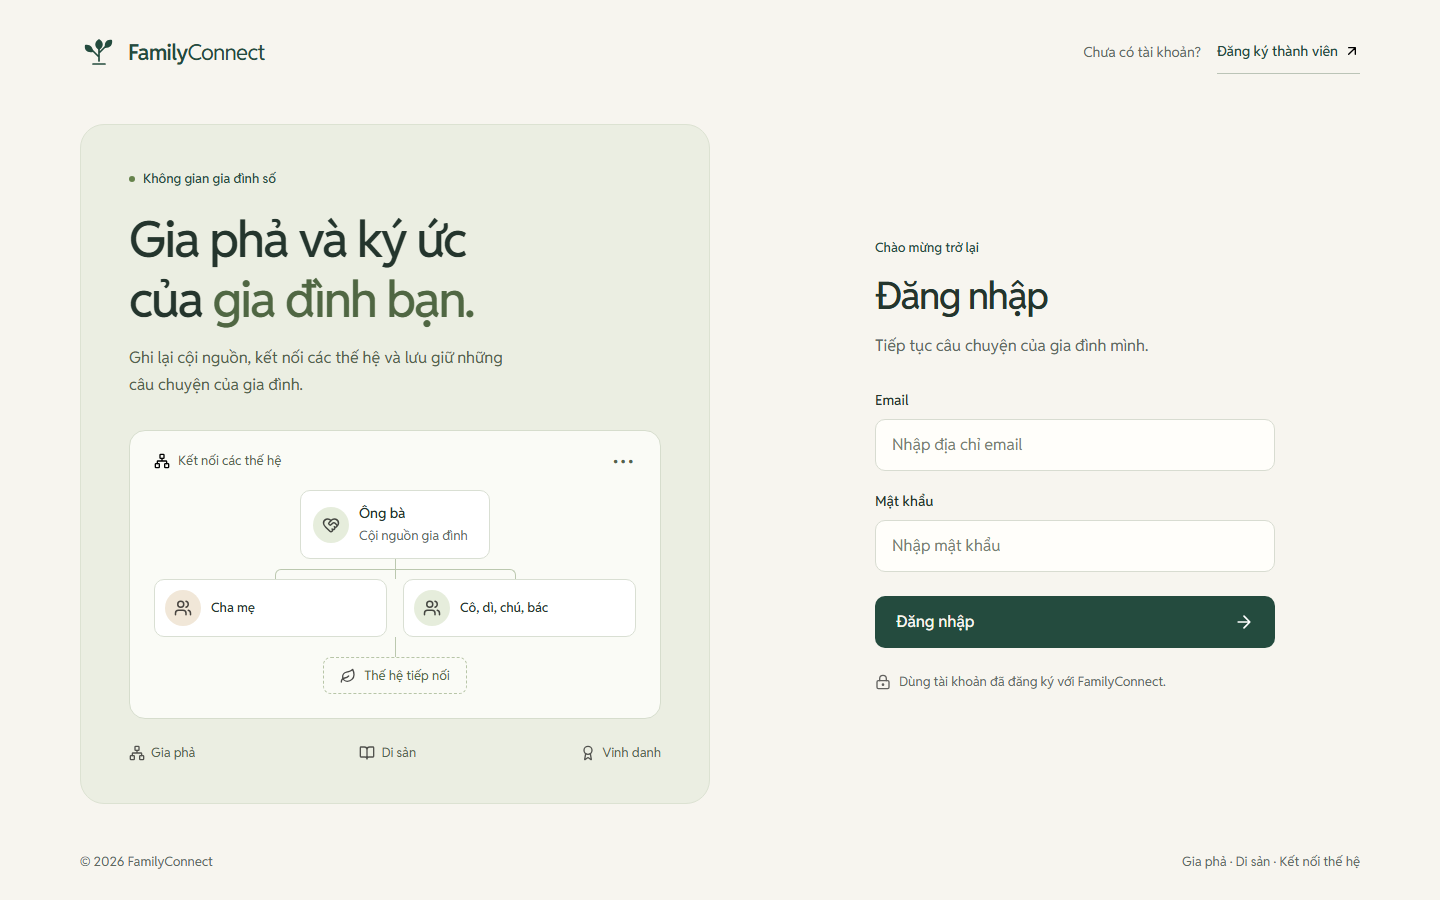 FamilyConnect
Chưa có tài khoản? Đăng ký thành viên
Không gian gia đình số
Gia phả và ký ức
của gia đình bạn.
Ghi lại cội nguồn, kết nối các thế hệ và lưu giữ những
câu chuyện của gia đình.
Kết nối các thế hệ
Ông bà
Cội nguồn gia đình
Cha mẹ
Cô, dì, chú, bác
Thế hệ tiếp nối
Gia phả
Di sản
Vinh danh
Chào mừng trở lại
Đăng nhập
Tiếp tục câu chuyện của gia đình mình.
Email
Nhập địa chỉ email
Mật khẩu
Nhập mật khẩu
Đăng nhập
Dùng tài khoản đã đăng ký với FamilyConnect.
© 2026 FamilyConnect
Gia phả · Di sản · Kết nối thế hệ